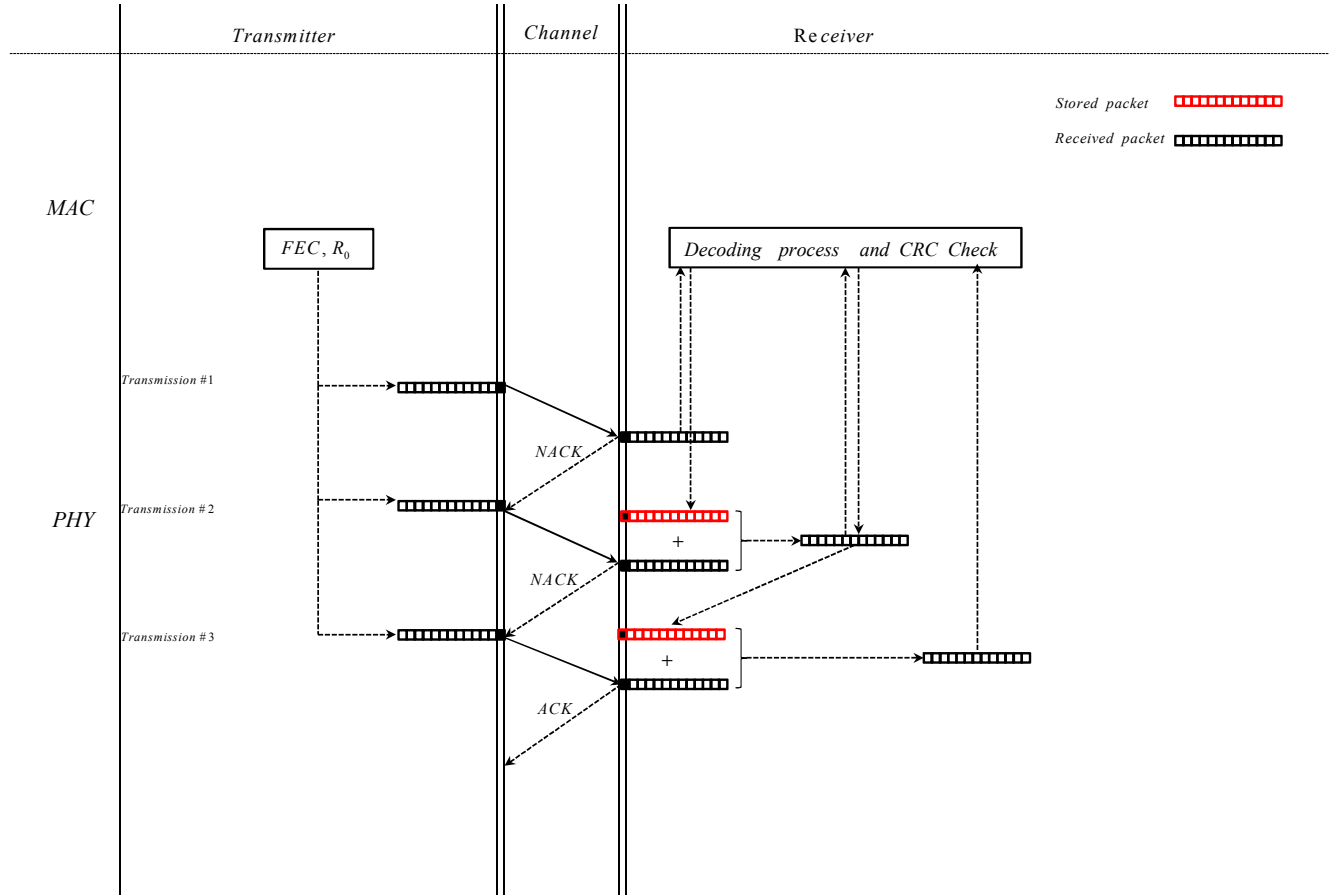 Transmitter
Channel
Receiver
Stored packet
Received packet
MAC
FEC, R₀
Decoding process and CRC Check
Transmission #1
NACK
Transmission #2
PHY
+
NACK
Transmission #3
+
ACK